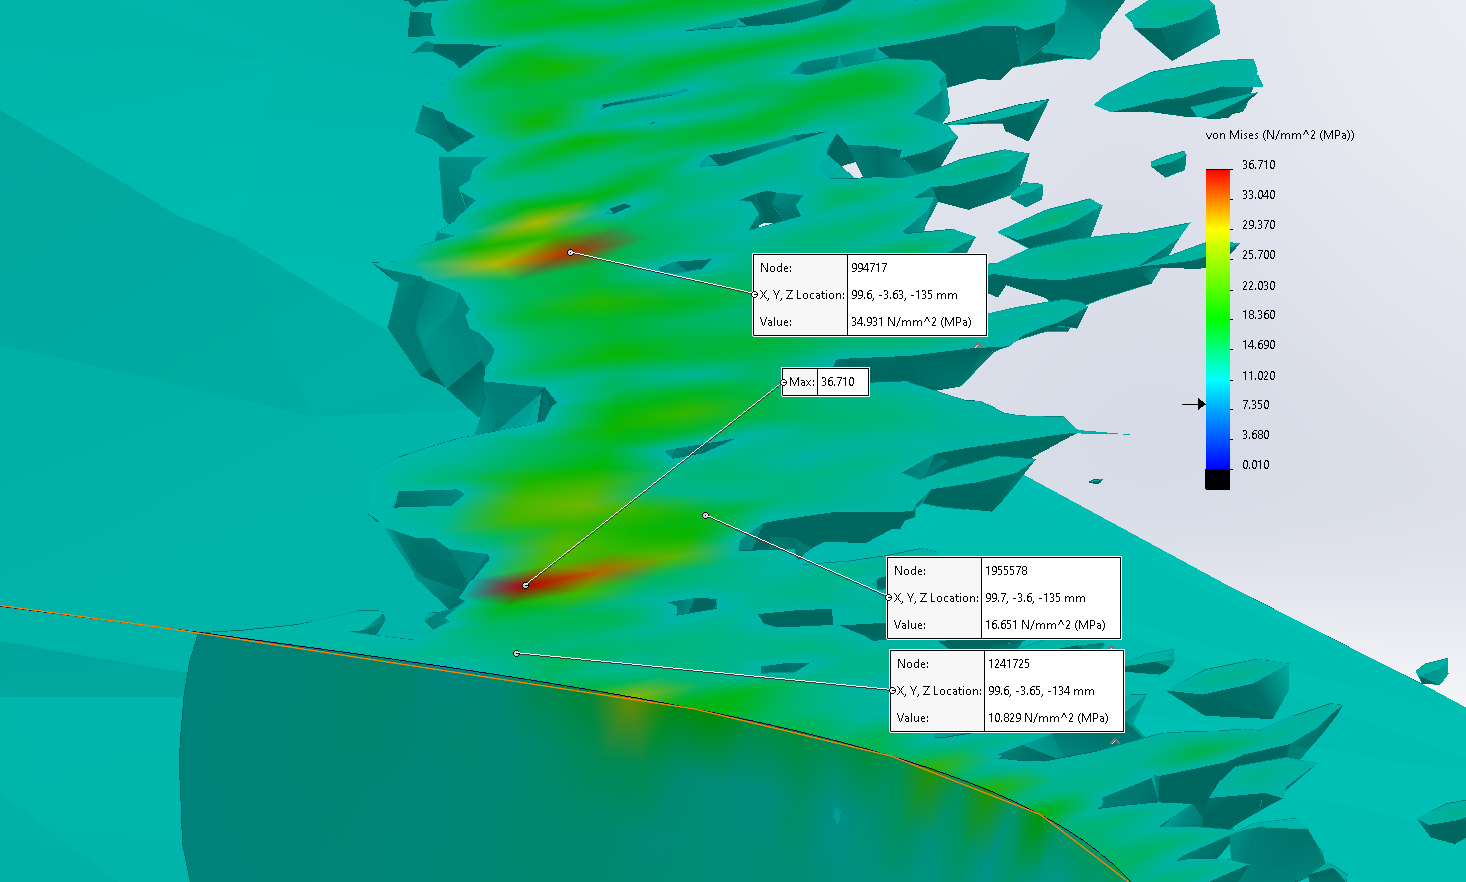 von Mises (N/mm^2 (MPa))
36.710
33.040
29.370
25.700
22.030
18.360
14.690
11.020
7.350
3.680
0.010
Node: 994717
X, Y, Z Location: 99.6, -3.63, -135 mm
Value: 34.931 N/mm^2 (MPa)
Max: 36.710
Node: 1955578
X, Y, Z Location: 99.7, -3.6, -135 mm
Value: 16.651 N/mm^2 (MPa)
Node: 1241725
X, Y, Z Location: 99.6, -3.65, -134 mm
Value: 10.829 N/mm^2 (MPa)